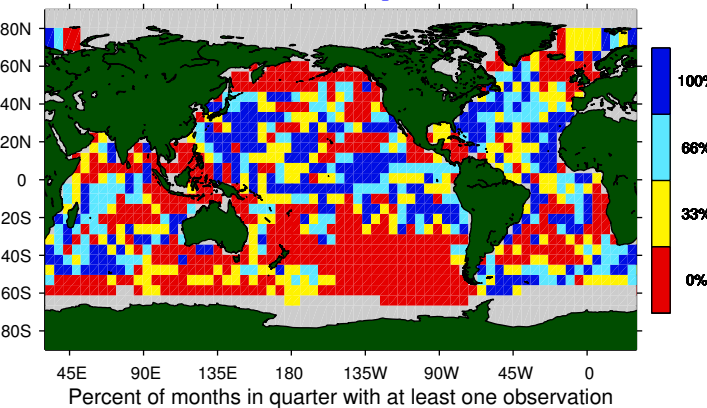 80N
60N
40N
20N
0
20S
40S
60S
80S
100%
66%
33%
0%
45E 90E 135E 180 135W 90W 45W 0
Percent of months in quarter with at least one observation